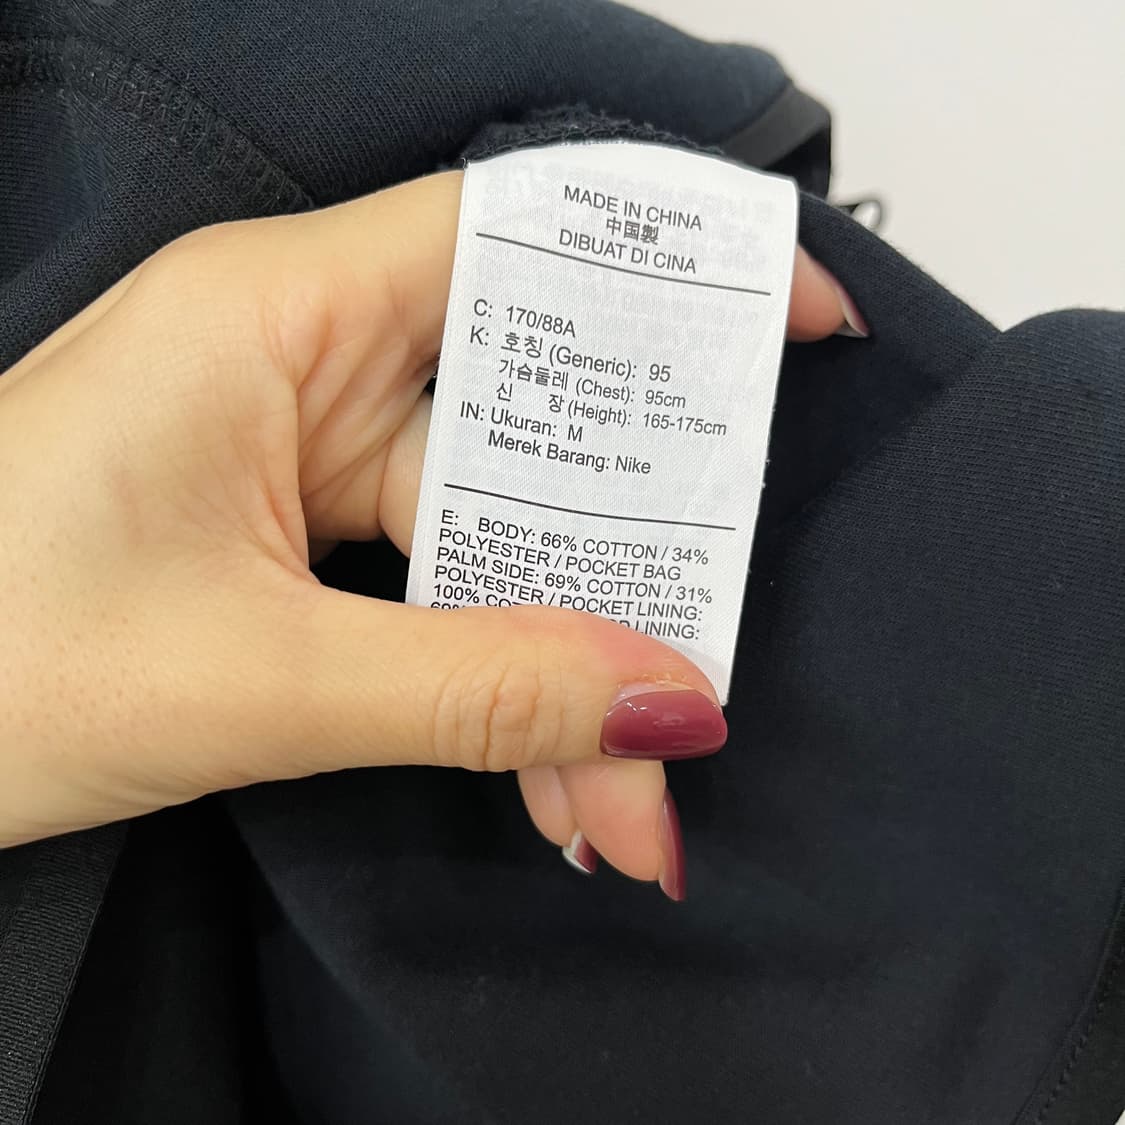 MADE IN CHINA
中国製
DIBUAT DI CINA
C: 170/88A
K: 호칭 (Generic): 95
가슴둘레 (Chest): 95cm
신 장 (Height): 165-175cm
IN: Ukuran: M
Merek Barang: Nike
E: BODY: 66% COTTON / 34%
POLYESTER / POCKET BAG
PALM SIDE: 69% COTTON / 31%
POLYESTER / POCKET LINING:
100%
LINING: